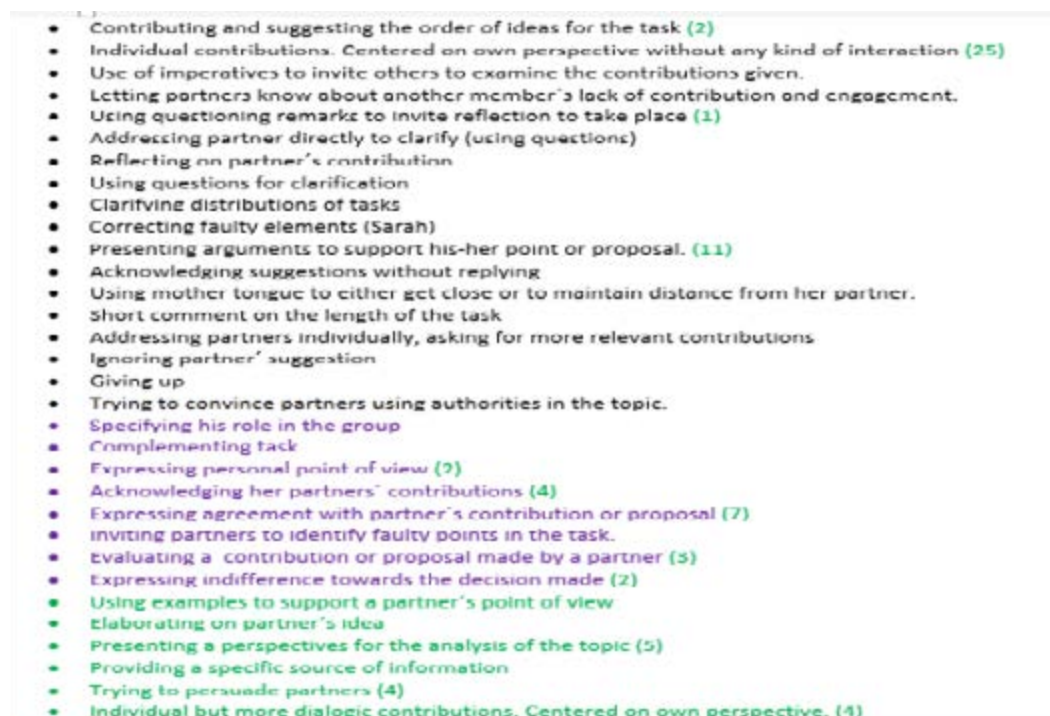 • Contributing and suggesting the order of ideas for the task (2)
• Individual contributions. Centered on own perspective without any kind of interaction (25)
• Use of imperatives to invite others to examine the contributions given.
• Letting partners know about another member´s lack of contribution and engagement.
• Using questioning remarks to invite reflection to take place (1)
• Addressing partner directly to clarify (using questions)
• Reflecting on partner´s contribution
• Using questions for clarification
• Clarifying distributions of tasks
• Correcting faulty elements (Sarah)
• Presenting arguments to support his-her point or proposal. (11)
• Acknowledging suggestions without replying
• Using mother tongue to either get close or to maintain distance from her partner.
• Short comment on the length of the task
• Addressing partners individually, asking for more relevant contributions
• Ignoring partner´ suggestion
• Giving up
• Trying to convince partners using authorities in the topic.
• Specifying his role in the group
• Complementing task
• Expressing personal point of view (2)
• Acknowledging her partners´ contributions (4)
• Expressing agreement with partner´s contribution or proposal (7)
• Inviting partners to identify faulty points in the task.
• Evaluating a contribution or proposal made by a partner
• Expressing indifference towards the decision made (2)
• Using examples to support a partner´s point of view
• Elaborating on partner´s idea
• Presenting a perspectives for the analysis of the topic (5)
• Providing a specific source of information
• Trying to persuade partners (4)
• Individual but more dialogic contributions. Centered on own perspective. (4)